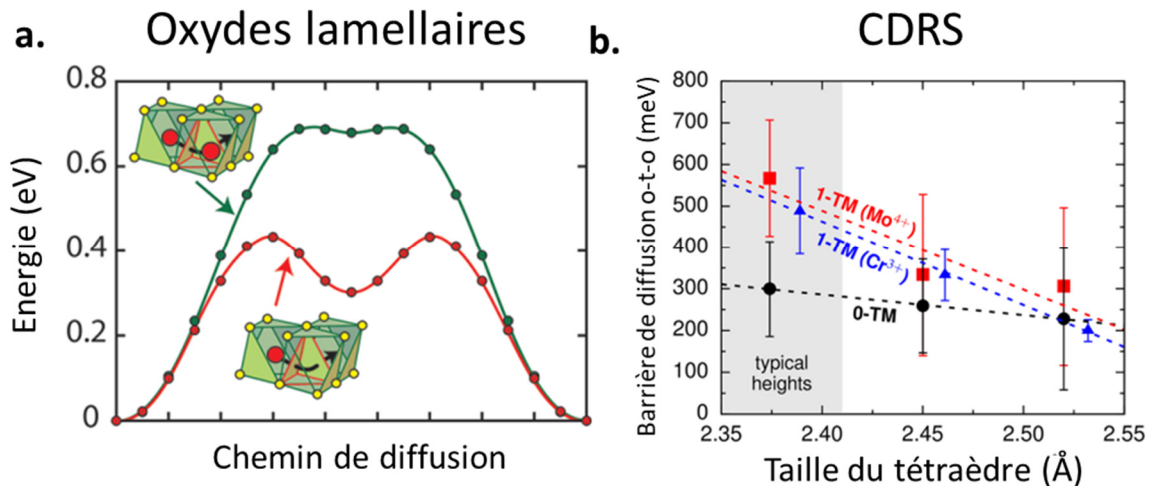 a.
Oxydes lamellaires
Energie (eV)
0.8
0.6
0.4
0.2
0
Chemin de diffusion
b.
CDRS
Barrière de diffusion o-t-o (meV)
800
700
600
500
400
300
200
100
0
1-TM (Mo⁴⁺)
1-TM (Cr³⁺)
0-TM
typical
heights
2.35
2.40
2.45
2.50
2.55
Taille du tétraèdre (Å)